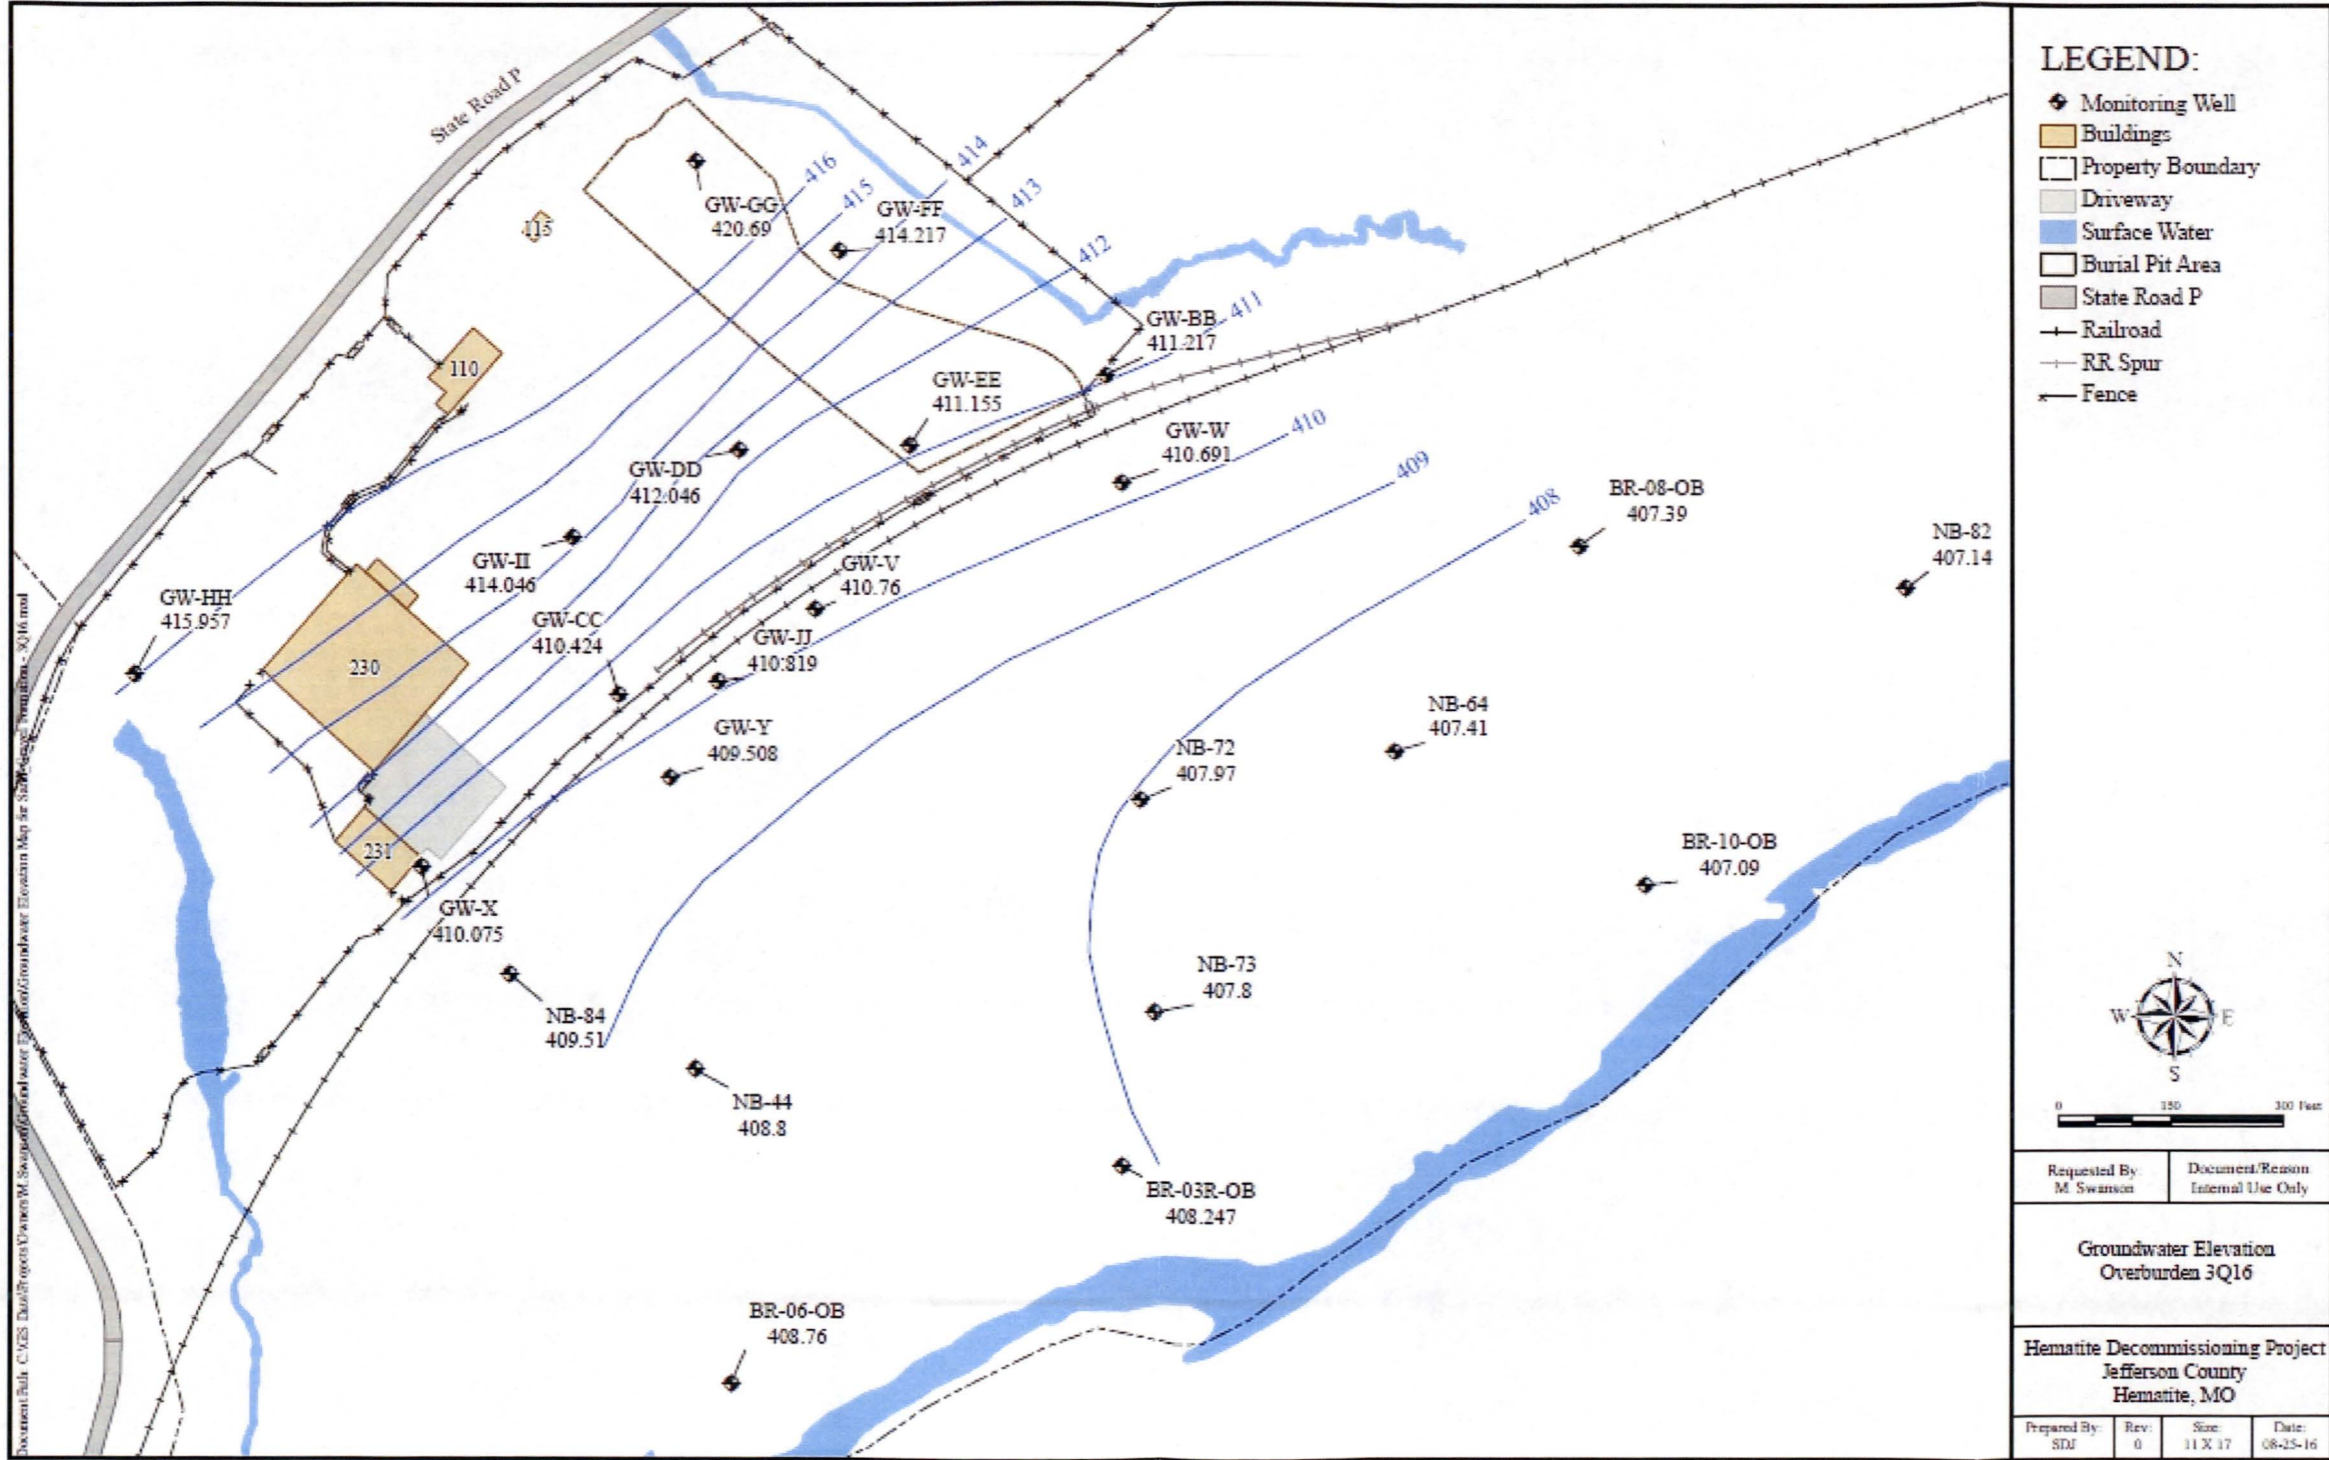 State Road P
416
415
414
413
412
411
410
409
408
GW-GG
420.69
GW-FF
414.217
115
110
GW-BB
411.217
GW-EE
411.155
GW-W
410.691
GW-DD
412.046
GW-II
414.046
GW-HH
415.957
GW-CC
410.424
GW-V
410.76
GW-JJ
410.819
230
231
GW-Y
409.508
GW-X
410.075
BR-08-OB
407.39
NB-82
407.14
NB-64
407.41
NB-72
407.97
BR-10-OB
407.09
NB-73
407.8
NB-84
409.51
NB-44
408.8
BR-03R-OB
408.247
BR-06-OB
408.76
LEGEND:
Monitoring Well
Buildings
Property Boundary
Driveway
Surface Water
Burial Pit Area
State Road P
Railroad
RR Spur
Fence
N
W
E
S
0 150 300 Feet
Requested By:
M. Swanson
Document/Reason
Internal Use Only
Groundwater Elevation
Overburden 3Q16
Hematite Decommissioning Project
Jefferson County
Hematite, MO
Prepared By:
SDJ
Rev:
0
Size:
11 X 17
Date:
08-25-16